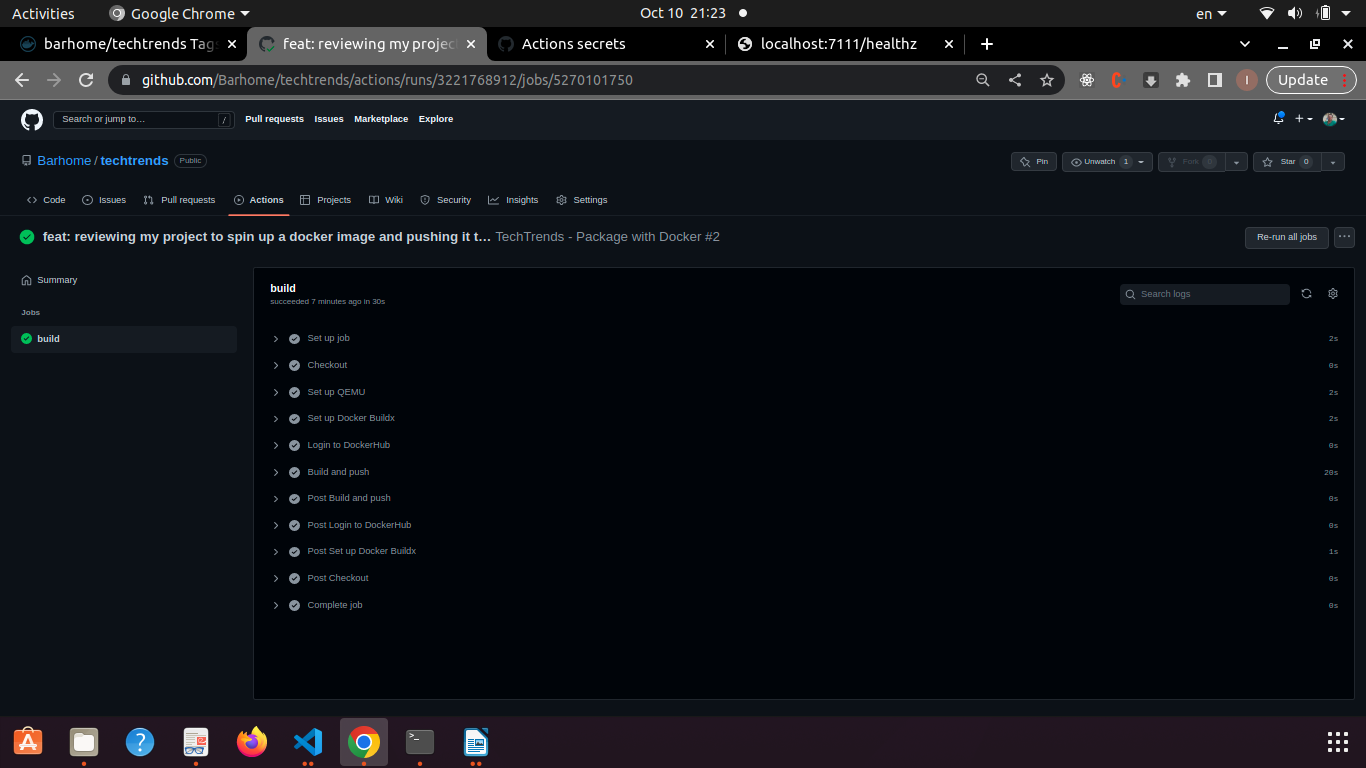 Activities
Google Chrome
Oct 10 21:23
en
barhome/techtrends Tags
feat: reviewing my project
Actions secrets
localhost:7111/healthz
github.com/Barhome/techtrends/actions/runs/3221768912/jobs/5270101750
I
Update
Search or jump to…
/
Pull requests
Issues
Marketplace
Explore
Barhome / techtrends
Public
Pin
Unwatch 1
Fork 0
Star 0
Code
Issues
Pull requests
Actions
Projects
Wiki
Security
Insights
Settings
feat: reviewing my project to spin up a docker image and pushing it t… TechTrends - Package with Docker #2
Re-run all jobs
Summary
Jobs
build
build
succeeded 7 minutes ago in 30s
Search logs
Set up job 2s
Checkout 0s
Set up QEMU 2s
Set up Docker Buildx 2s
Login to DockerHub 0s
Build and push 20s
Post Build and push 0s
Post Login to DockerHub 0s
Post Set up Docker Buildx 1s
Post Checkout 0s
Complete job 0s